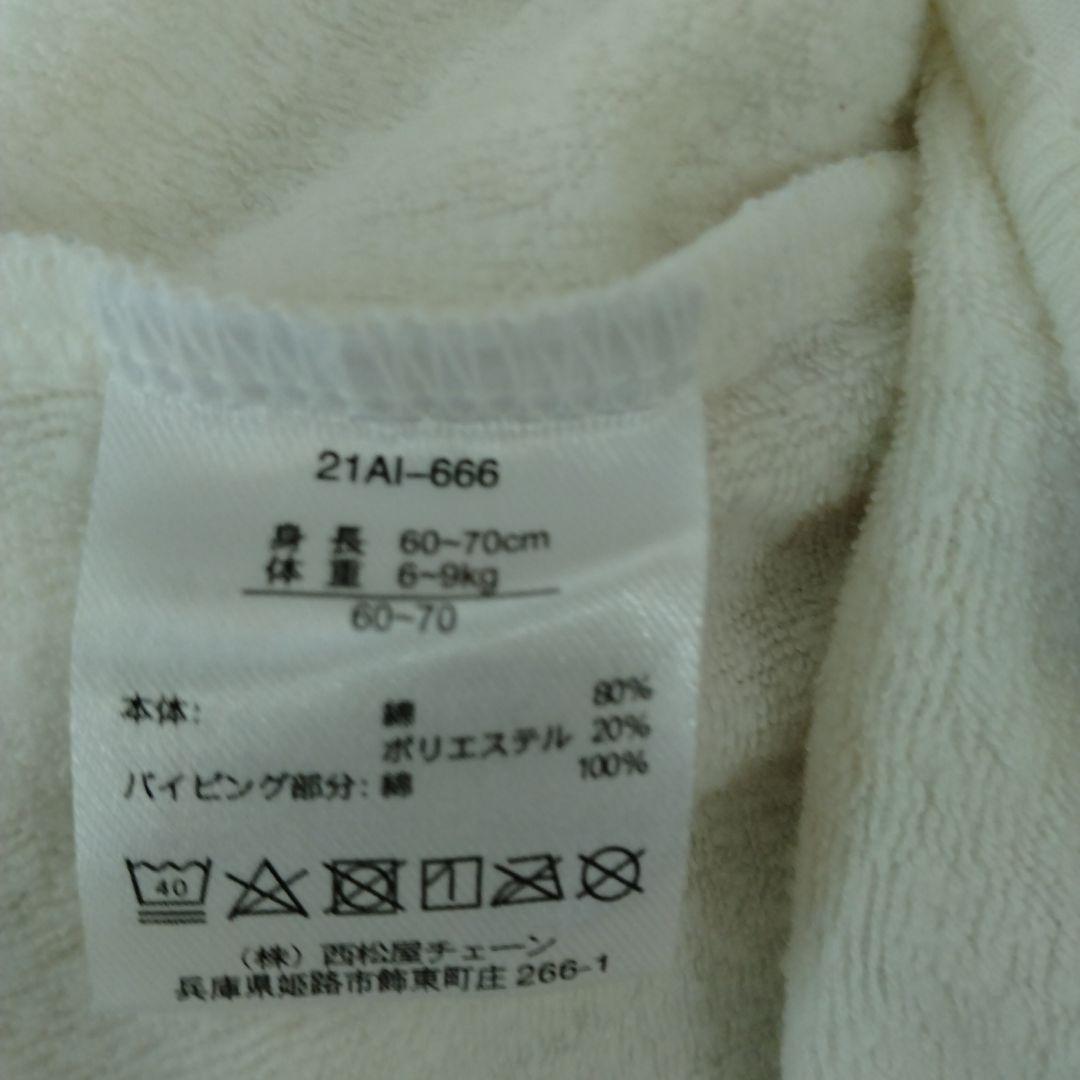 21AI-666
身長 60~70cm
体重 6~9kg
60~70
本体: 綿 80%
ポリエステル 20%
パイピング部分: 綿 100%
40
(株) 西松屋チェーン
兵庫県姫路市飾東町庄 266-1